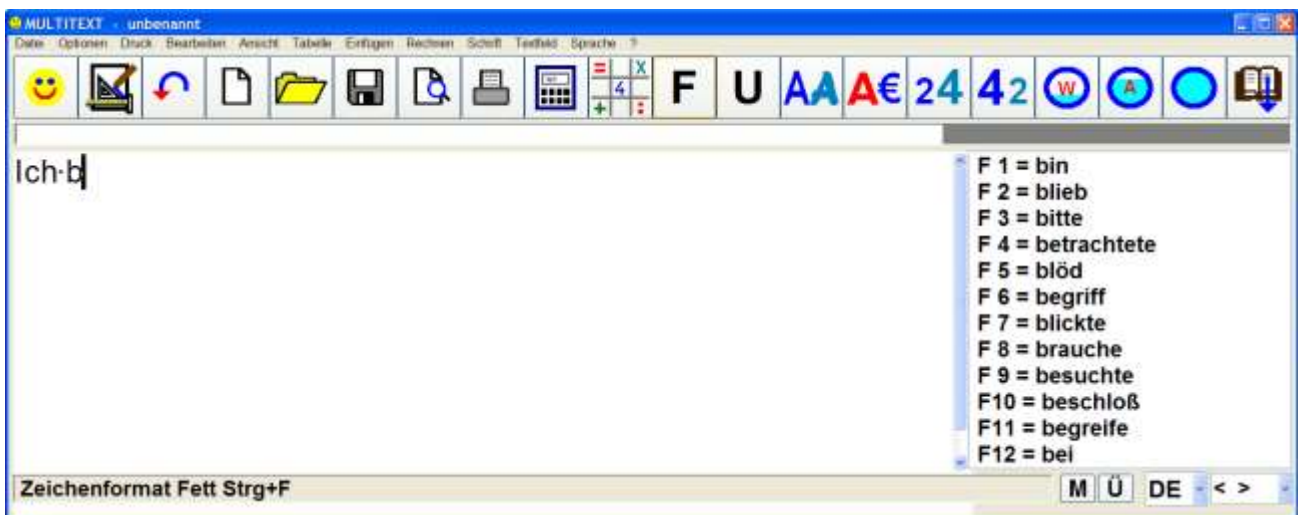 MULTITEXT - unbenannt
Datei Optionen Druck Bearbeiten Ansicht Tabelle Einfügen Rechnen Schrift Textfeld Sprache ?
= X 4 + : F U AA A€ 24 42 W A
Ich·b
F 1 = bin
F 2 = blieb
F 3 = bitte
F 4 = betrachtete
F 5 = blöd
F 6 = begriff
F 7 = blickte
F 8 = brauche
F 9 = besuchte
F10 = beschloß
F11 = begreife
F12 = bei
Zeichenformat Fett Strg+F
M Ü DE < >